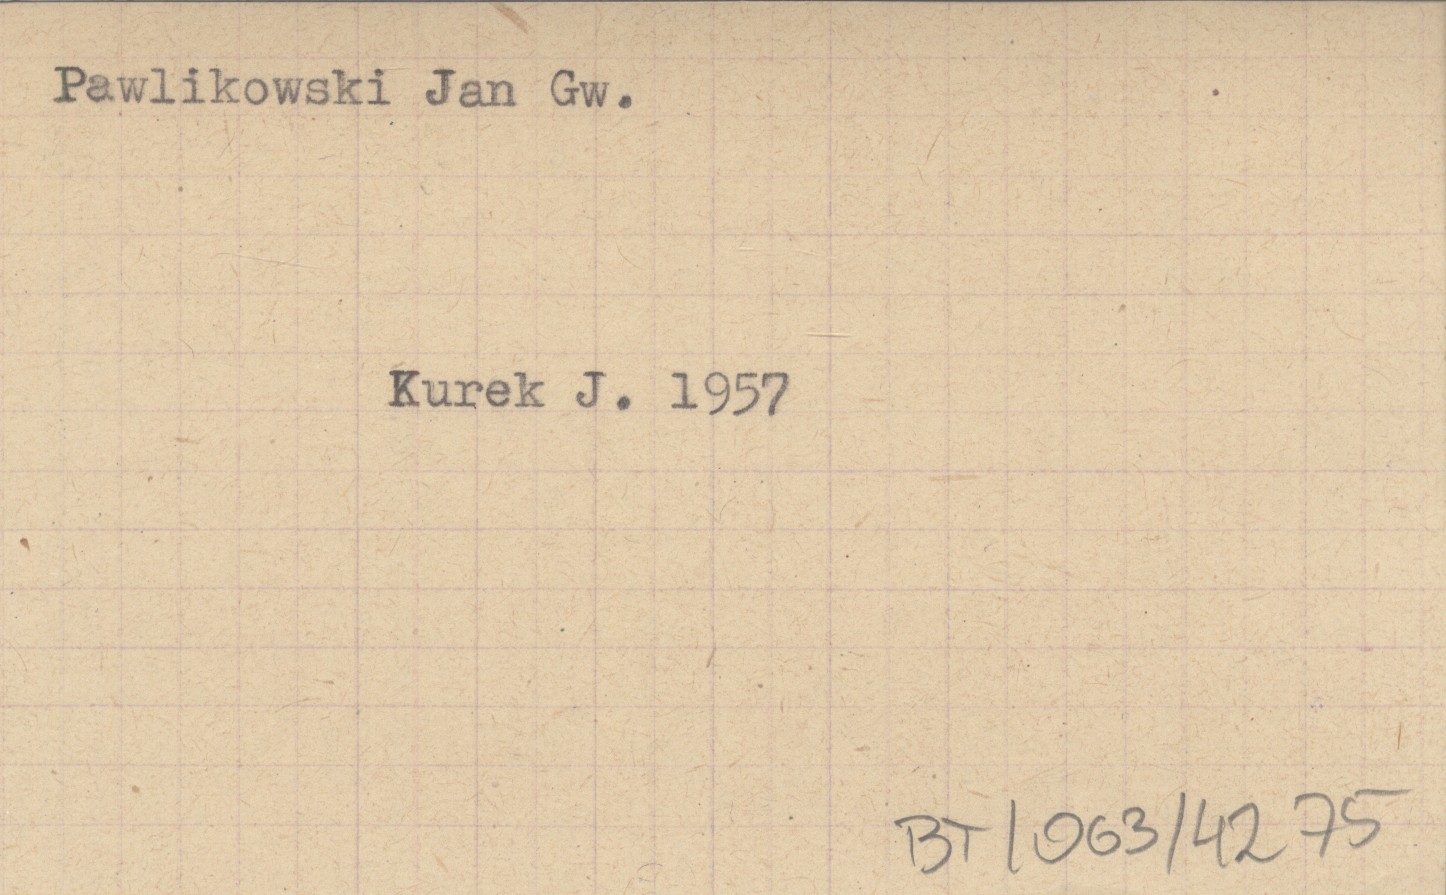 Pawlikowski Jan Gw.
Kurek J. 1957
BT/063/4275